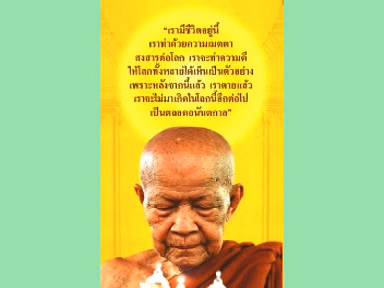 “เรามีชีวิตอยู่นี้
เราทำด้วยความเมตตา
สงสารต่อโลก เราจะทำความดี
ให้โลกทั้งหลายได้เห็นเป็นตัวอย่าง
เพราะหลังจากนี้แล้ว เราตายแล้ว
เราจะไม่มาเกิดในโลกนี้อีกต่อไป
เป็นตลอดอนันตกาล”